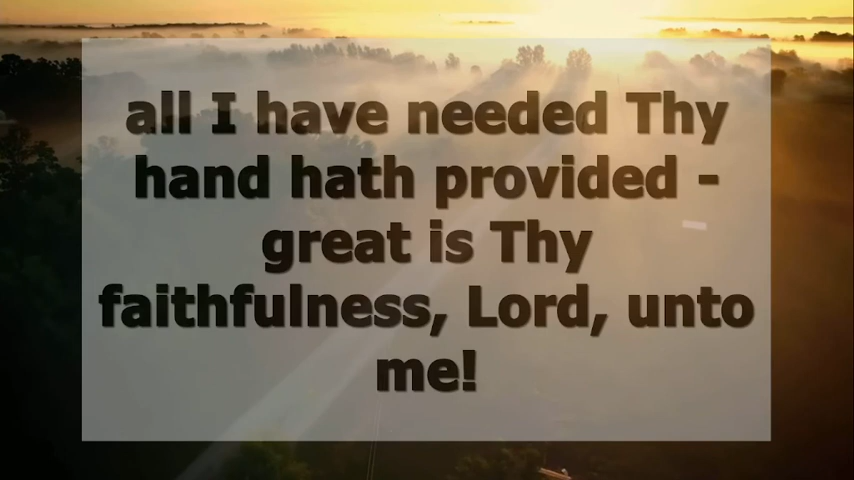 all I have needed Thy
hand hath provided -
great is Thy
faithfulness, Lord, unto
me!